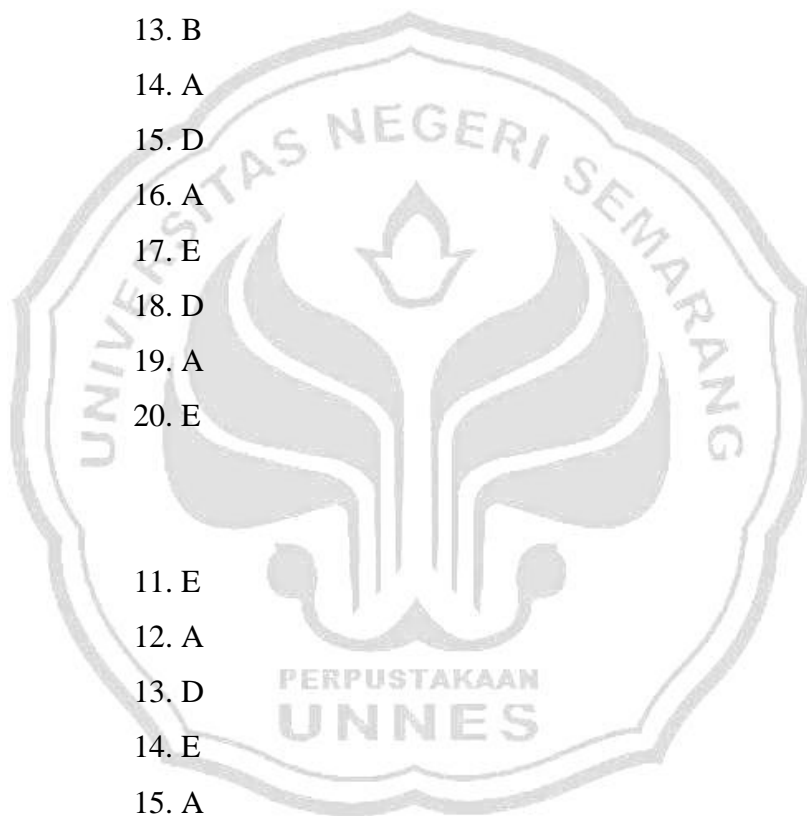 13. B
14. A
15. D
16. A
17. E
18. D
19. A
20. E
UNIVERSITAS NEGERI SEMARANG
11. E
12. A
13. D
14. E
15. A
PERPUSTAKAAN
UNNES